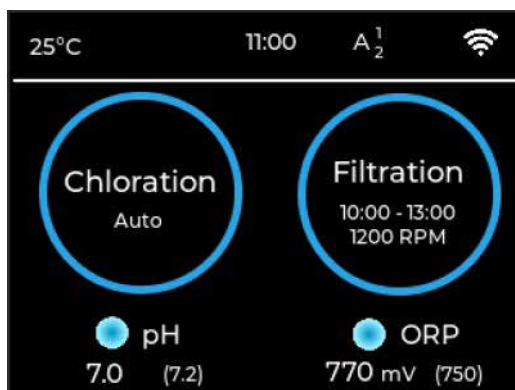 25°C 11:00 A 1 2
Chloration
Auto
Filtration
10:00 - 13:00
1200 RPM
pH
7.0 (7.2)
ORP
770 mV (750)